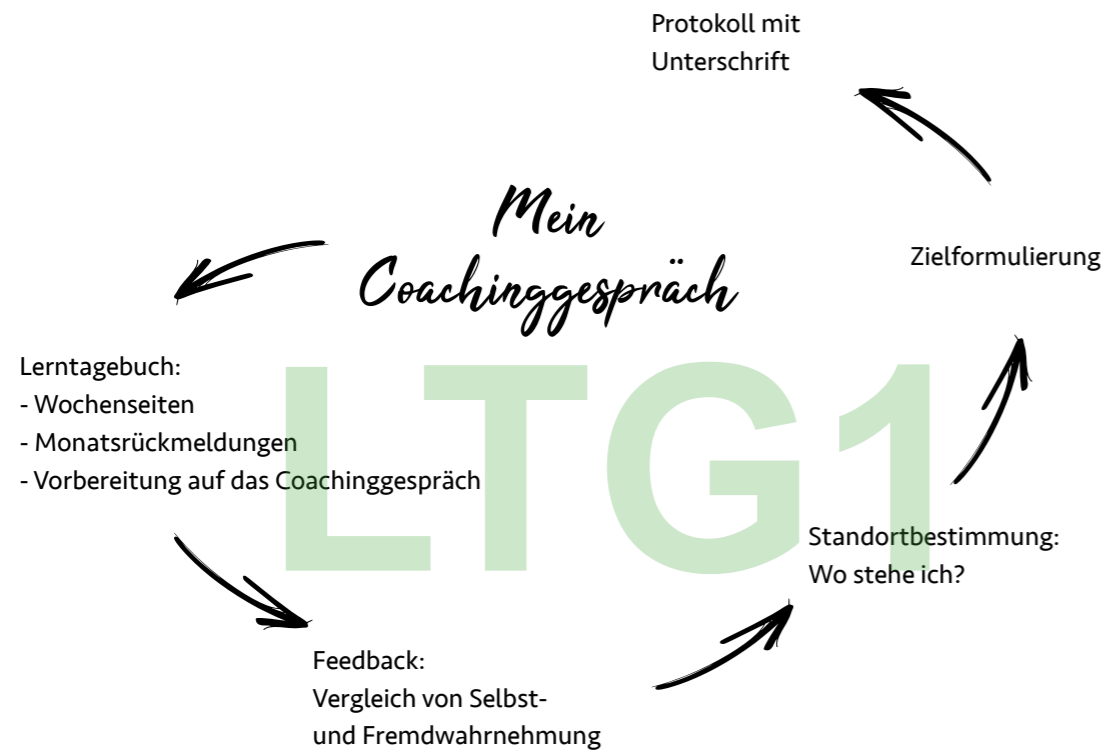 Protokoll mit
Unterschrift
Mein
Coachinggespräch
Zielformulierung
Lerntagebuch:
- Wochenseiten
- Monatsrückmeldungen
- Vorbereitung auf das Coachinggespräch
LTG1
Standortbestimmung:
Wo stehe ich?
Feedback:
Vergleich von Selbst-
und Fremdwahrnehmung